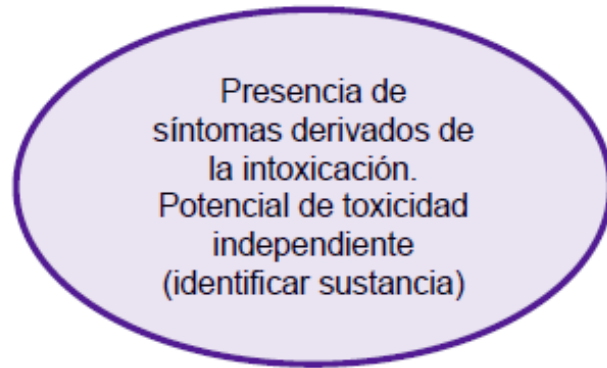 Presencia de
síntomas derivados de
la intoxicación.
Potencial de toxicidad
independiente
(identificar sustancia)